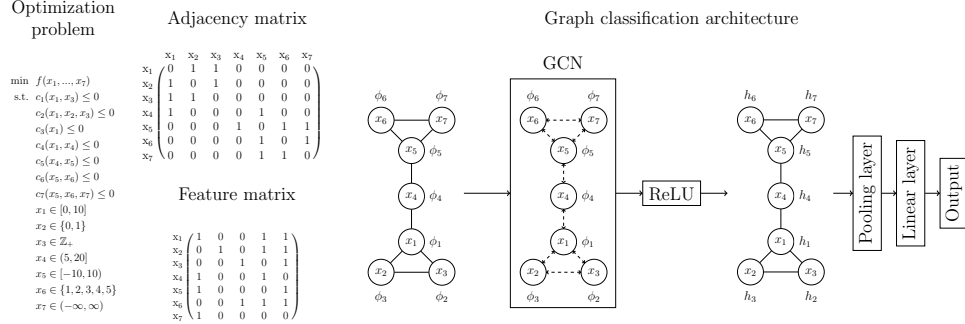 Optimization
problem
min f(x₁, ..., x₇)
s.t. c₁(x₁, x₃) ≤ 0
c₂(x₁, x₂, x₃) ≤ 0
c₃(x₁) ≤ 0
c₄(x₁, x₄) ≤ 0
c₅(x₄, x₅) ≤ 0
c₆(x₅, x₆) ≤ 0
c₇(x₅, x₆, x₇) ≤ 0
x₁ ∈ [0, 10]
x₂ ∈ {0, 1}
x₃ ∈ ℤ₊
x₄ ∈ (5, 20]
x₅ ∈ [−10, 10)
x₆ ∈ {1, 2, 3, 4, 5}
x₇ ∈ (−∞, ∞)
Adjacency matrix
x₁ x₂ x₃ x₄ x₅ x₆ x₇
x₁ 0 1 1 0 0 0 0
x₂ 1 0 1 0 0 0 0
x₃ 1 1 0 0 0 0 0
x₄ 1 0 0 0 1 0 0
x₅ 0 0 0 1 0 1 1
x₆ 0 0 0 0 1 0 1
x₇ 0 0 0 0 1 1 0
Feature matrix
x₁ 1 0 0 1 1
x₂ 0 1 0 1 1
x₃ 0 0 1 0 1
x₄ 1 0 0 1 0
x₅ 1 0 0 0 1
x₆ 0 0 1 1 1
x₇ 1 0 0 0 0
Graph classification architecture
ϕ₆ ϕ₇
x₆ x₇
x₅ ϕ₅
x₄ ϕ₄
x₁ ϕ₁
x₂ x₃
ϕ₃ ϕ₂
GCN
ϕ₆ ϕ₇
x₆ x₇
x₅ ϕ₅
x₄ ϕ₄
x₁ ϕ₁
x₂ x₃
ϕ₃ ϕ₂
ReLU
h₆ h₇
x₆ x₇
x₅ h₅
x₄ h₄
x₁ h₁
x₂ x₃
h₃ h₂
Pooling layer
Linear layer
Output